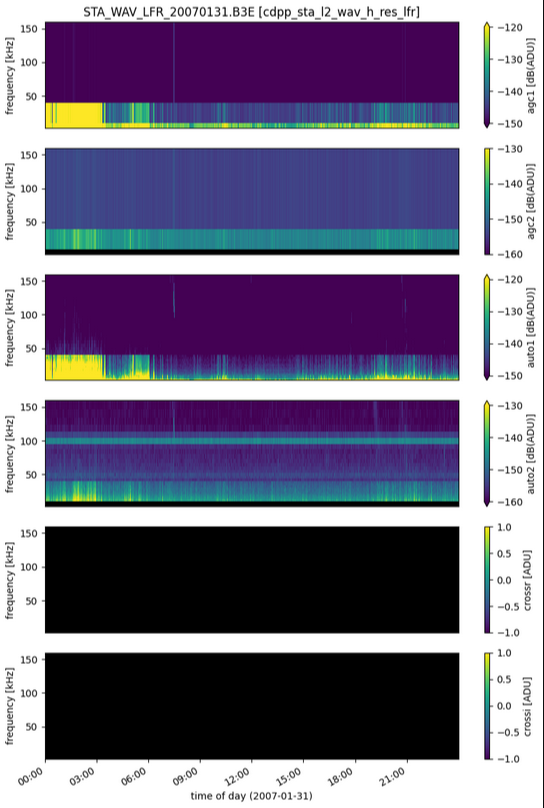 STA_WAV_LFR_20070131.B3E [cdpp_sta_l2_wav_h_res_lfr]
frequency [kHz]
150
100
50
−120
−130
−140
−150
agc1 [dB(ADU)]
frequency [kHz]
150
100
50
−130
−140
−150
−160
agc2 [dB(ADU)]
frequency [kHz]
150
100
50
−120
−130
−140
−150
auto1 [dB(ADU)]
frequency [kHz]
150
100
50
−130
−140
−150
−160
auto2 [dB(ADU)]
frequency [kHz]
150
100
50
1.0
0.5
0.0
−0.5
−1.0
crossr [ADU]
frequency [kHz]
150
100
50
1.0
0.5
0.0
−0.5
−1.0
crossi [ADU]
00:00 03:00 06:00 09:00 12:00 15:00 18:00 21:00
time of day (2007-01-31)